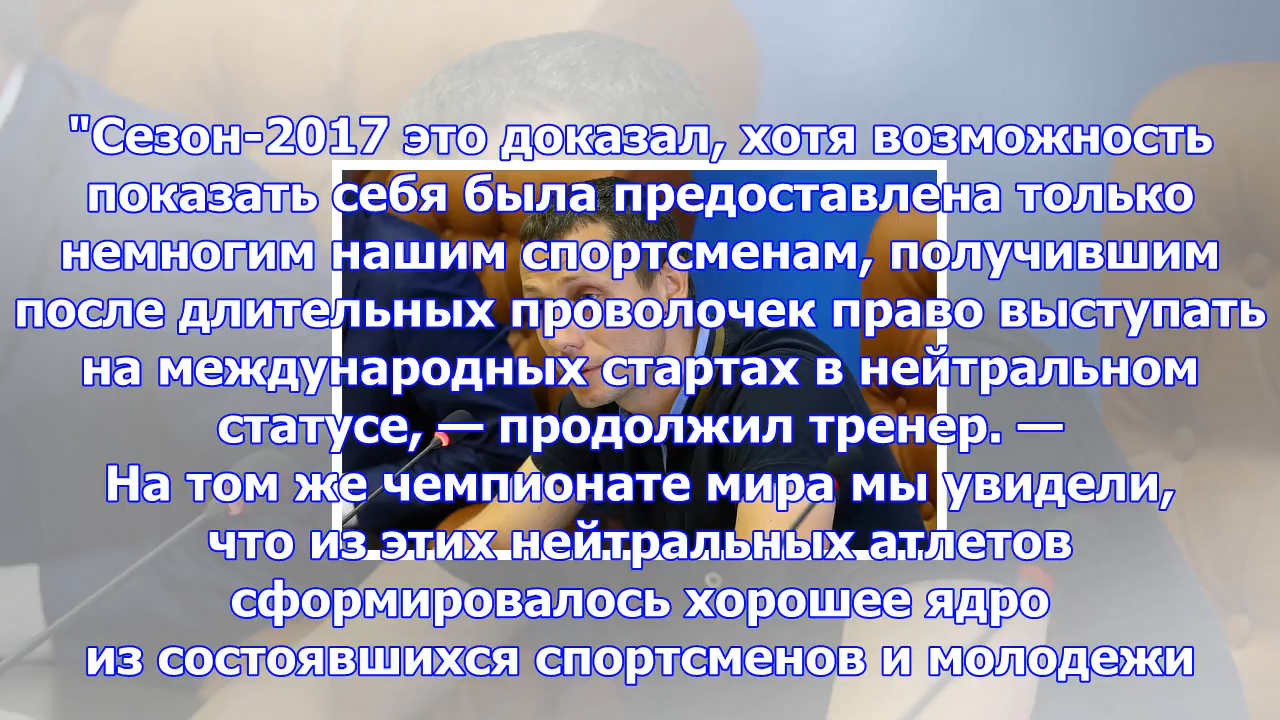 "Сезон-2017 это доказал, хотя возможность
показать себя была предоставлена только
немногим нашим спортсменам, получившим
после длительных проволочек право выступать
на международных стартах в нейтральном
статусе, — продолжил тренер. —
На том же чемпионате мира мы увидели,
что из этих нейтральных атлетов
сформировалось хорошее ядро
из состоявшихся спортсменов и молодежи